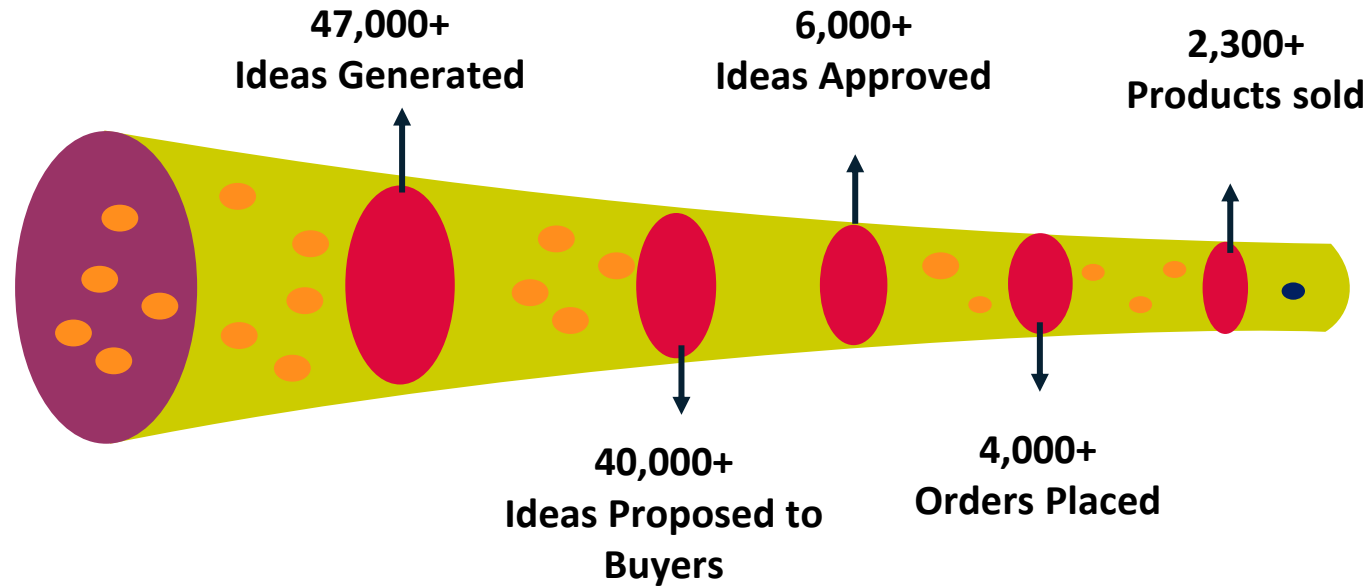 47,000+
Ideas Generated
6,000+
Ideas Approved
2,300+
Products sold
40,000+
Ideas Proposed to
Buyers
4,000+
Orders Placed